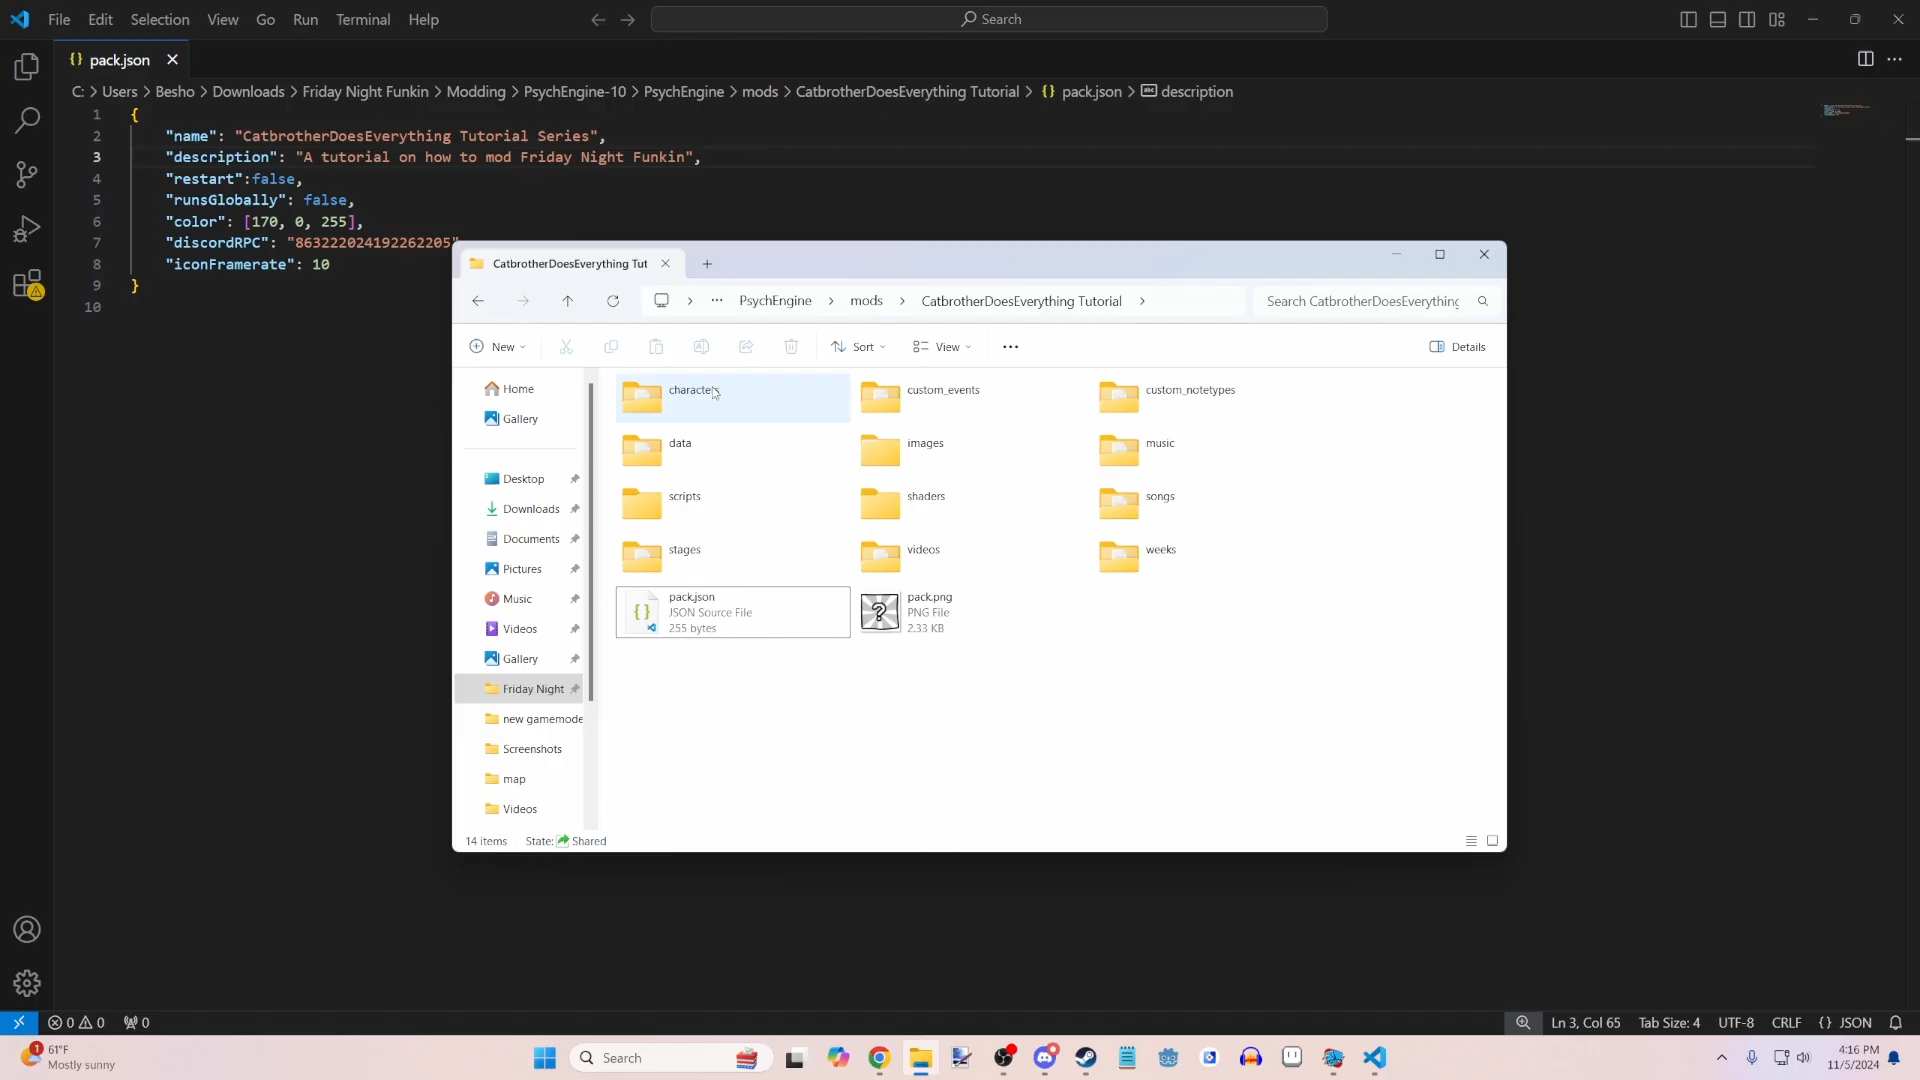 File Edit Selection View Go Run Terminal Help
Search
{} pack.json
C: > Users > Besho > Downloads > Friday Night Funkin > Modding > PsychEngine-10 > PsychEngine > mods > CatbrotherDoesEverything Tutorial > {} pack.json > description
1 {
2 "name": "CatbrotherDoesEverything Tutorial Series",
3 "description": "A tutorial on how to mod Friday Night Funkin",
4 "restart":false,
5 "runsGlobally": false,
6 "color": [170, 0, 255],
7 "discordRPC": "863222024192262205"
8 "iconFramerate": 10
9 }
10
CatbrotherDoesEverything Tut
PsychEngine > mods > CatbrotherDoesEverything Tutorial >
Search CatbrotherDoesEverything
New
Sort
View
Details
Home
Gallery
Desktop
Downloads
Documents
Pictures
Music
Videos
Gallery
Friday Night
new gamemode
Screenshots
map
Videos
characters
custom_events
custom_notetypes
data
images
music
scripts
shaders
songs
stages
videos
weeks
pack.json
JSON Source File
255 bytes
pack.png
PNG File
2.33 KB
14 items State: Shared
0 0 0
Ln 3, Col 65 Tab Size: 4 UTF-8 CRLF {} JSON
1
61°F
Mostly sunny
Search
4:16 PM
11/5/2024